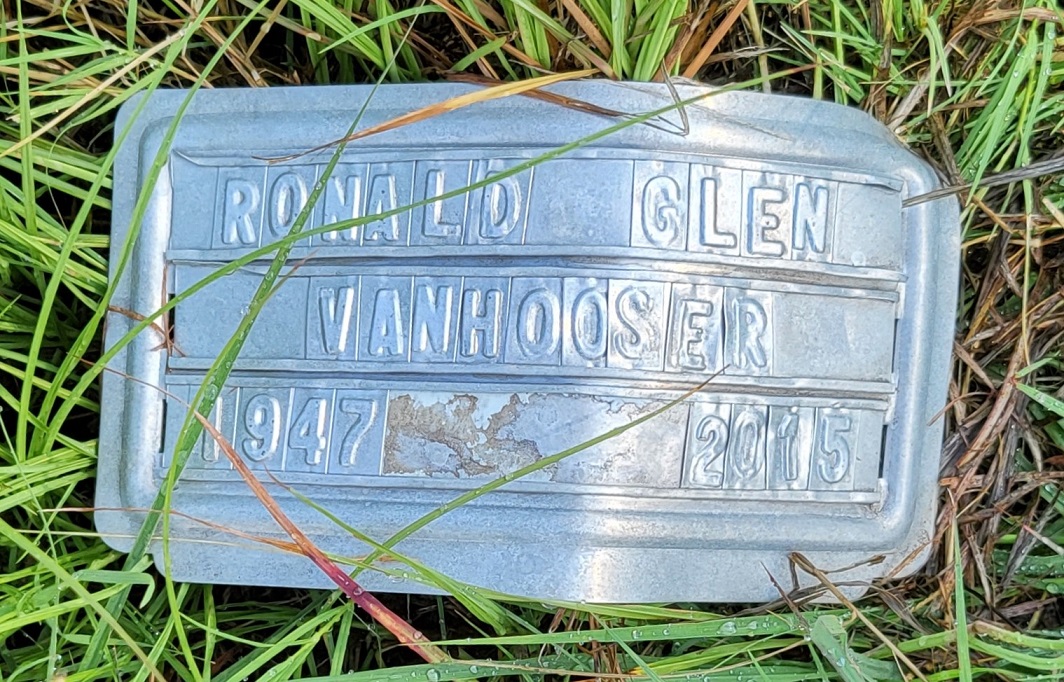 RONALD GLEN
VANHOOSER
1947 2015